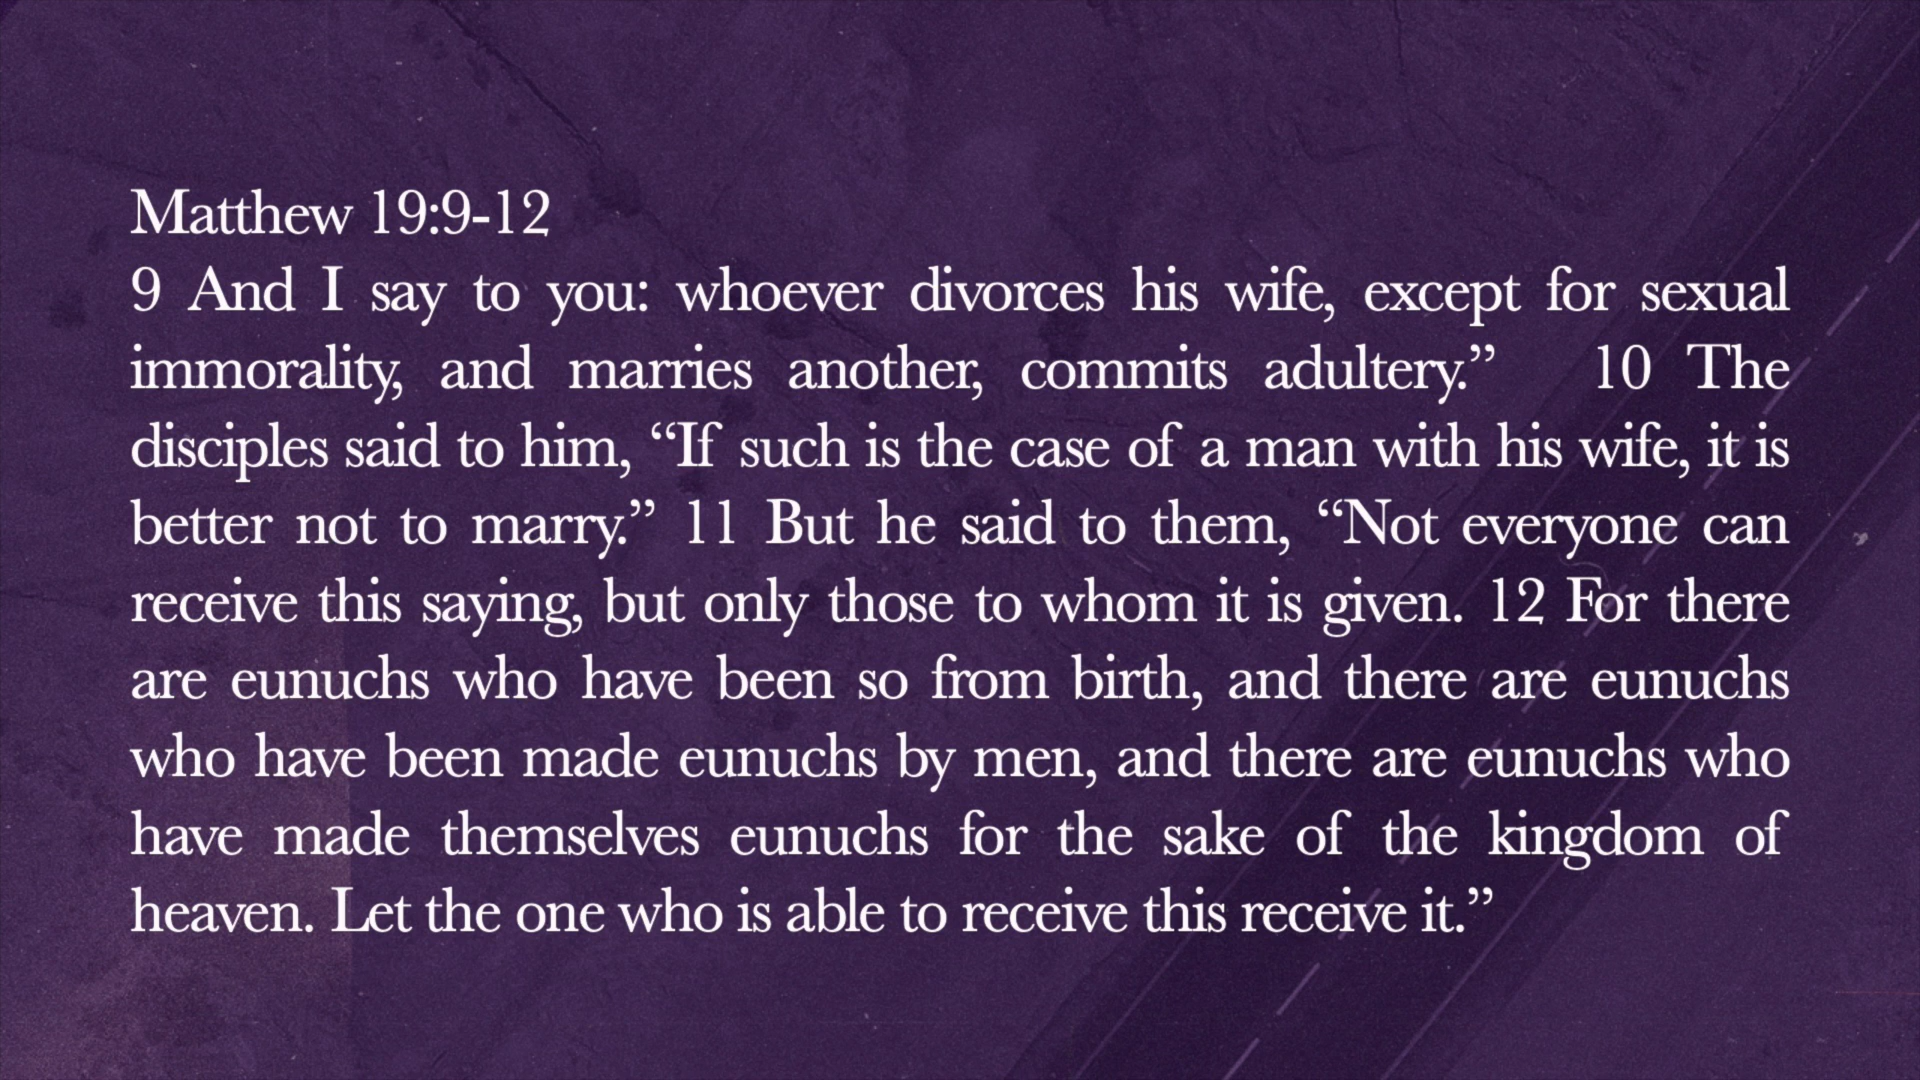 Matthew 19:9-12
9 And I say to you: whoever divorces his wife, except for sexual
immorality, and marries another, commits adultery.” 10 The
disciples said to him, “If such is the case of a man with his wife, it is
better not to marry.” 11 But he said to them, “Not everyone can
receive this saying, but only those to whom it is given. 12 For there
are eunuchs who have been so from birth, and there are eunuchs
who have been made eunuchs by men, and there are eunuchs who
have made themselves eunuchs for the sake of the kingdom of
heaven. Let the one who is able to receive this receive it.”